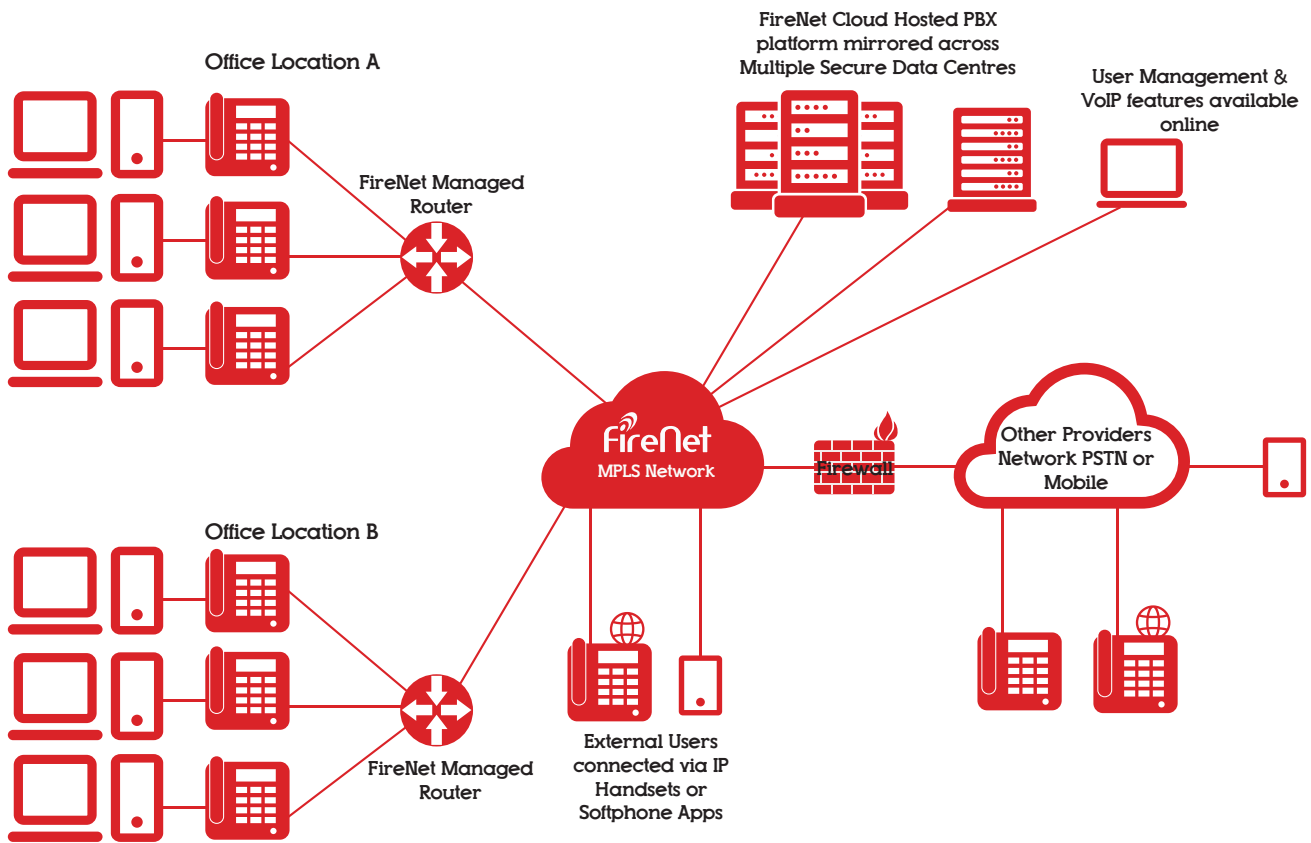 FireNet Cloud Hosted PBX
platform mirrored across
Multiple Secure Data Centres
Office Location A
User Management &
VoIP features available
online
FireNet Managed
Router
FireNet
MPLS Network
Firewall
Other Providers
Network PSTN or
Mobile
Office Location B
FireNet Managed
Router
External Users
connected via IP
Handsets or
Softphone Apps